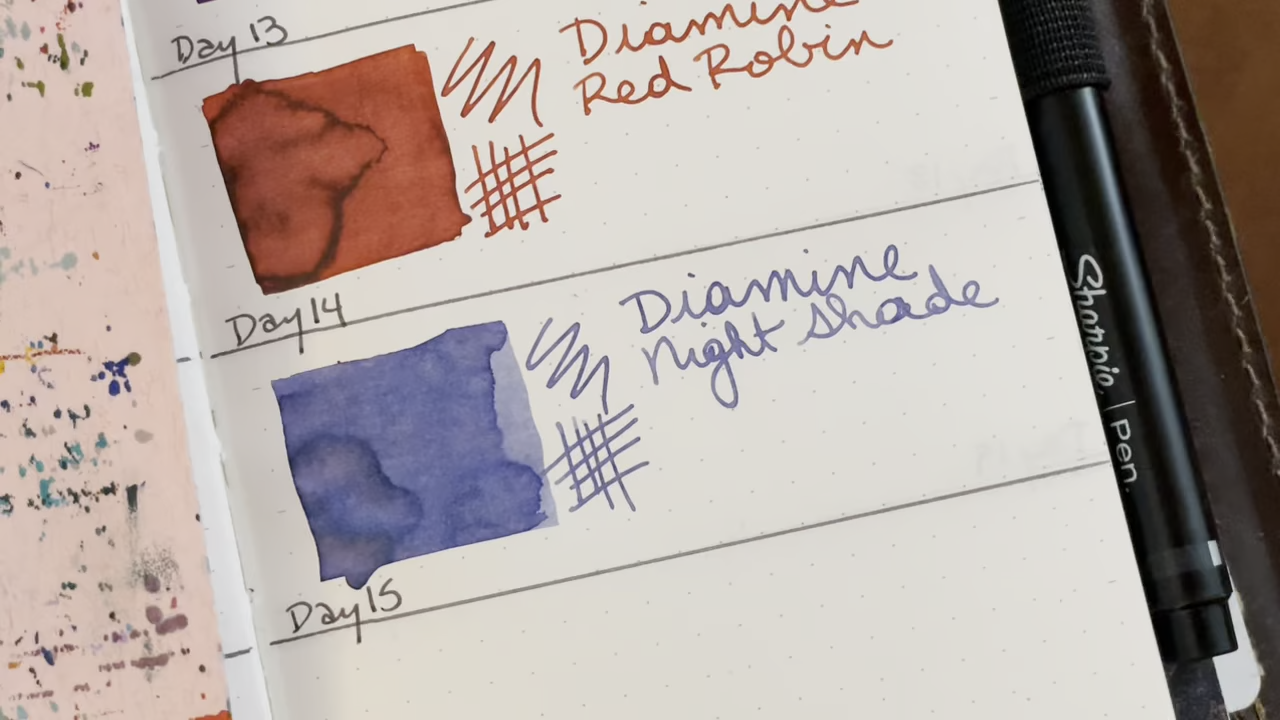 Day 13
Diamine
Red Robin
Day 14
Diamine
Night Shade
Day 15
Sharpie | Pen.